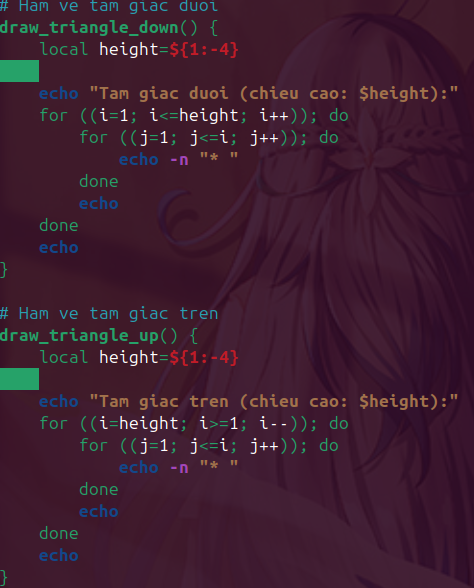 # Ham ve tam giac duoi
draw_triangle_down() {
    local height=${1:-4}
    echo "Tam giac duoi (chieu cao: $height):"
    for ((i=1; i<=height; i++)); do
        for ((j=1; j<=i; j++)); do
            echo -n "* "
        done
        echo
    done
    echo
}
# Ham ve tam giac tren
draw_triangle_up() {
    local height=${1:-4}
    echo "Tam giac tren (chieu cao: $height):"
    for ((i=height; i>=1; i--)); do
        for ((j=1; j<=i; j++)); do
            echo -n "* "
        done
        echo
    done
    echo
}